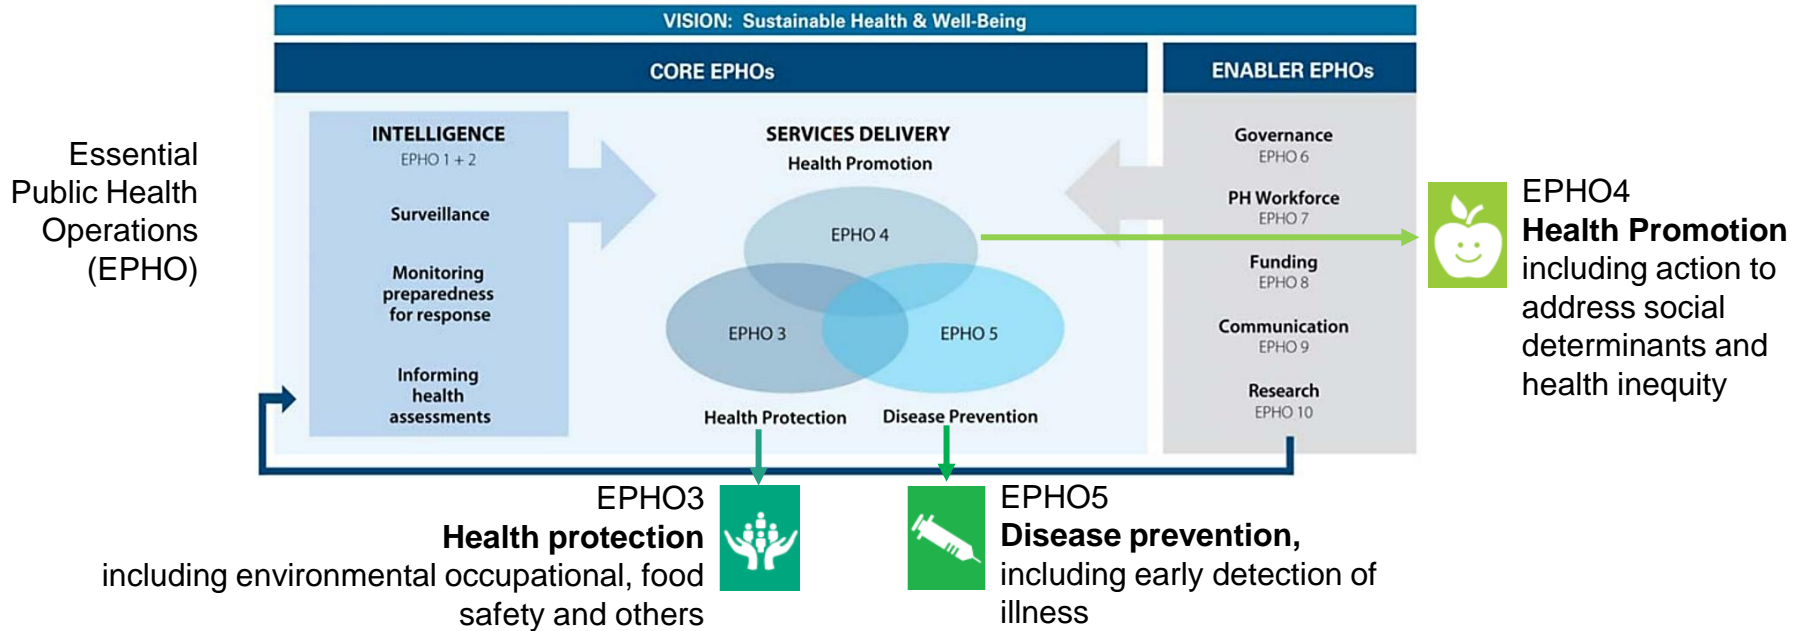 VISION: Sustainable Health & Well-Being
CORE EPHOs
ENABLER EPHOs
Essential
Public Health
Operations
(EPHO)
INTELLIGENCE
EPHO 1 + 2
Surveillance
Monitoring
preparedness
for response
Informing
health
assessments
SERVICES DELIVERY
Health Promotion
EPHO 4
EPHO 3
EPHO 5
Health Protection
Disease Prevention
Governance
EPHO 6
PH Workforce
EPHO 7
Funding
EPHO 8
Communication
EPHO 9
Research
EPHO 10
EPHO4
Health Promotion
including action to
address social
determinants and
health inequity
EPHO3
Health protection
including environmental occupational, food
safety and others
EPHO5
Disease prevention,
including early detection of
illness